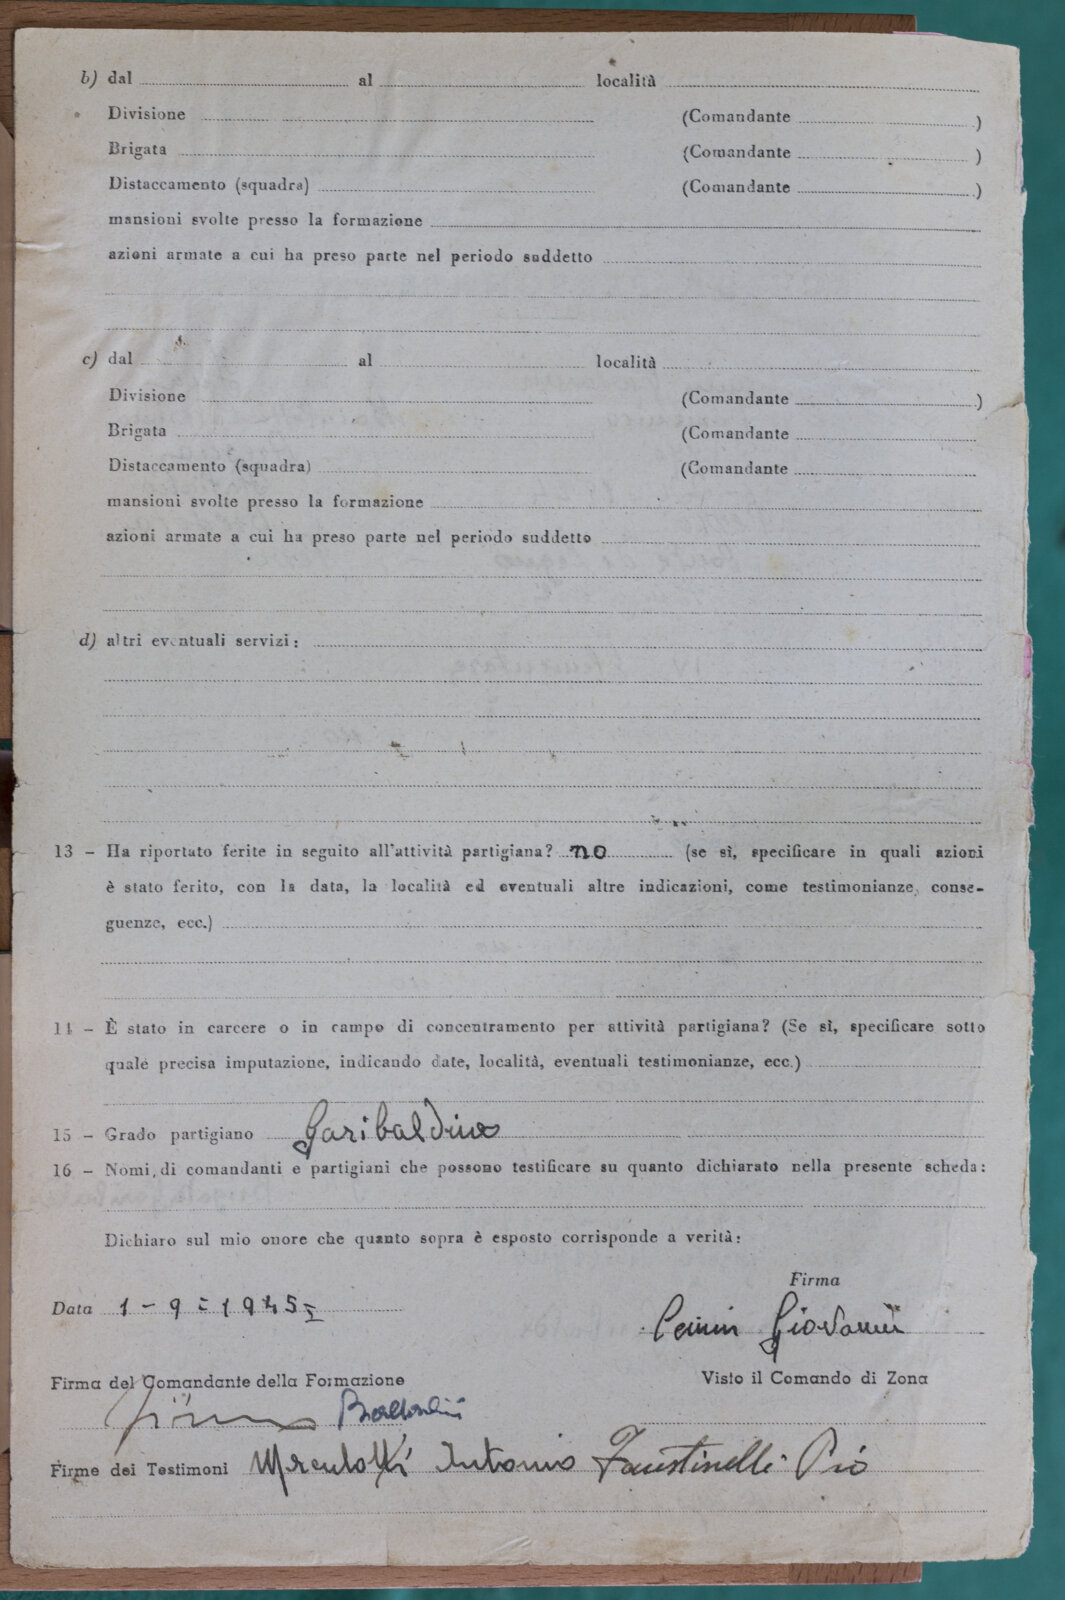 b) dal al località
Divisione (Comandante )
Brigata (Comandante )
Distaccamento (squadra) (Comandante )
mansioni svolte presso la formazione
azioni armate a cui ha preso parte nel periodo suddetto
c) dal al località
Divisione (Comandante )
Brigata (Comandante
Distaccamento (squadra) (Comandante
mansioni svolte presso la formazione
azioni armate a cui ha preso parte nel periodo suddetto
d) altri eventuali servizi:
13 - Ha riportato ferite in seguito all'attività partigiana? no (se sì, specificare in quali azioni
è stato ferito, con la data, la località ed eventuali altre indicazioni, come testimonianze, conse-
guenze, ecc.)
14 - È stato in carcere o in campo di concentramento per attività partigiana? (Se sì, specificare sotto
quale precisa imputazione, indicando date, località, eventuali testimonianze, ecc.)
15 - Grado partigiano Garibaldino
16 - Nomi di comandanti e partigiani che possono testificare su quanto dichiarato nella presente scheda:
Dichiaro sul mio onore che quanto sopra è esposto corrisponde a verità:
Firma
Data 1-9-1945
Giovanni
Firma del Comandante della Formazione Visto il Comando di Zona
Firme dei Testimoni Antonio Faustinelli Pio